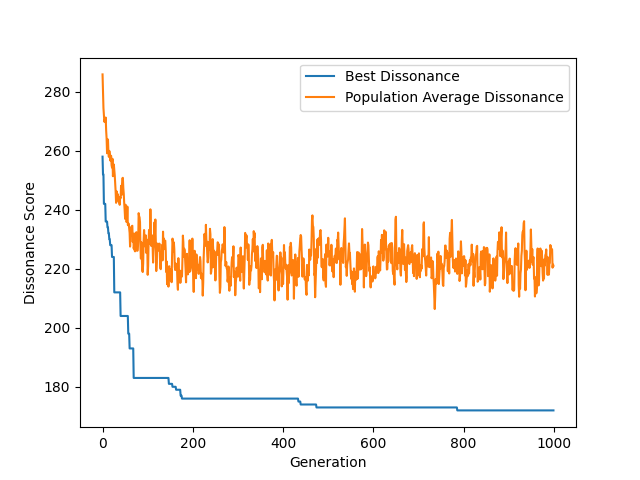 Best Dissonance
Population Average Dissonance
Dissonance Score
280
260
240
220
200
180
0 200 400 600 800 1000
Generation